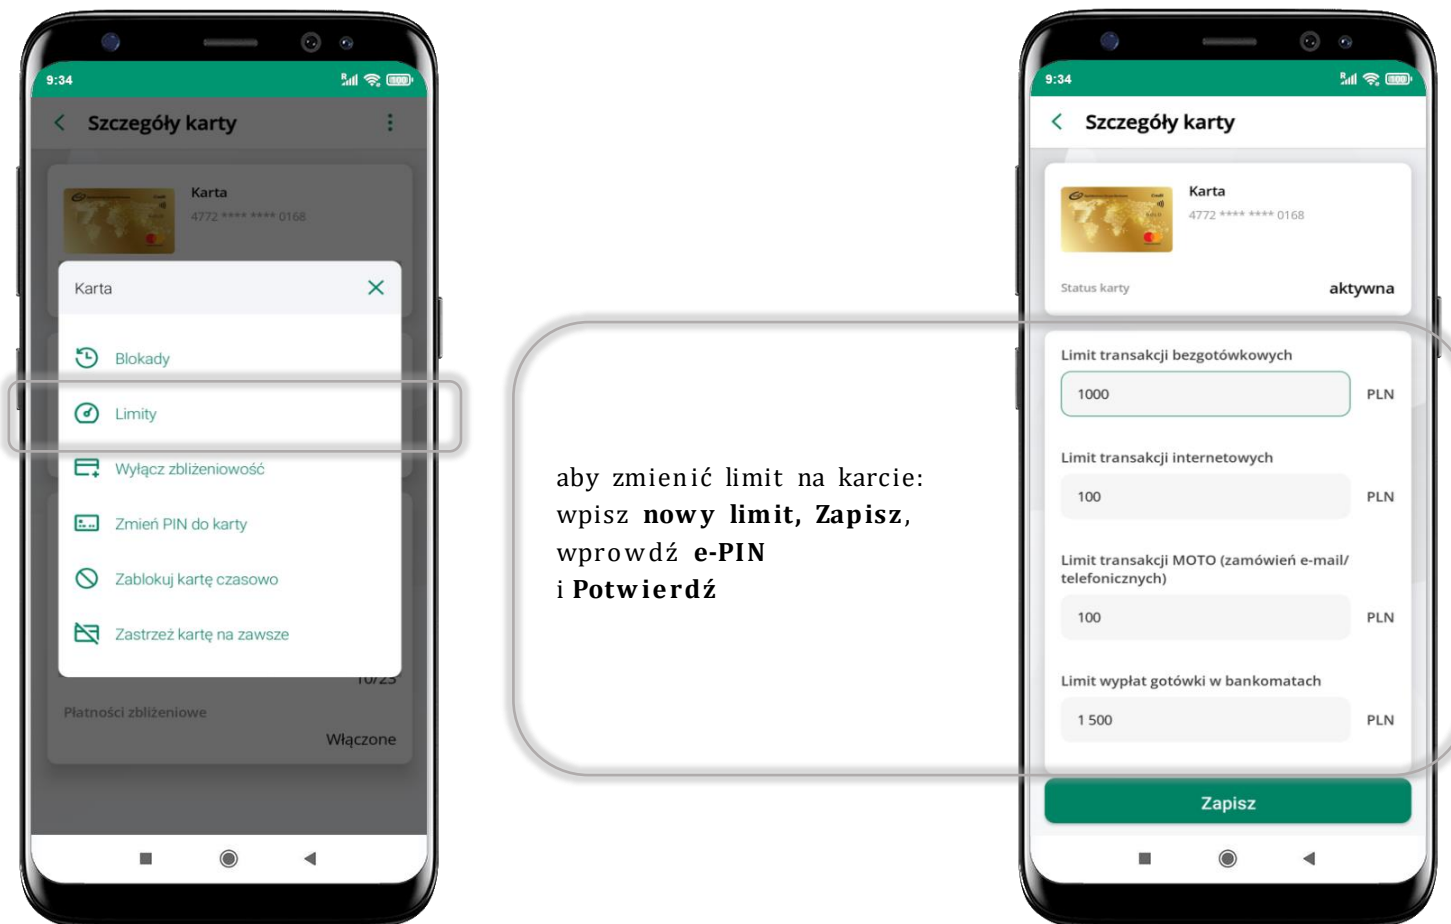 9:34
Szczegóły karty
Karta
4772 **** **** 0168
Karta
Blokady
Limity
Wyłącz zbliżeniowość
Zmień PIN do karty
Zablokuj kartę czasowo
Zastrzeż kartę na zawsze
10/25
Płatności zbliżeniowe
Włączone
aby zmienić limit na karcie:
wpisz nowy limit, Zapisz,
wprowdź e-PIN
i Potwierdź
9:34
Szczegóły karty
Karta
4772 **** **** 0168
Status karty aktywna
Limit transakcji bezgotówkowych
1000 PLN
Limit transakcji internetowych
100 PLN
Limit transakcji MOTO (zamówień e-mail/
telefonicznych)
100 PLN
Limit wypłat gotówki w bankomatach
1 500 PLN
Zapisz